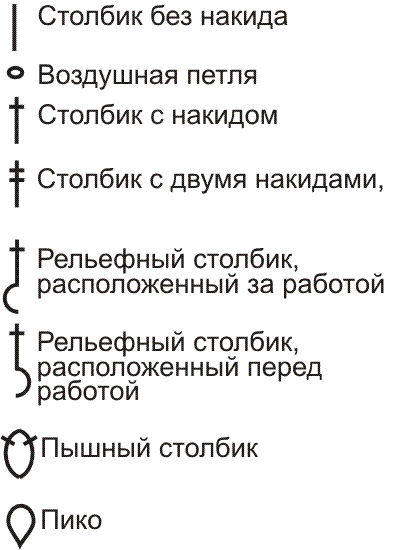 Столбик без накида
Воздушная петля
Столбик с накидом
Столбик с двумя накидами,
Рельефный столбик,
расположенный за работой
Рельефный столбик,
расположенный перед
работой
Пышный столбик
Пико